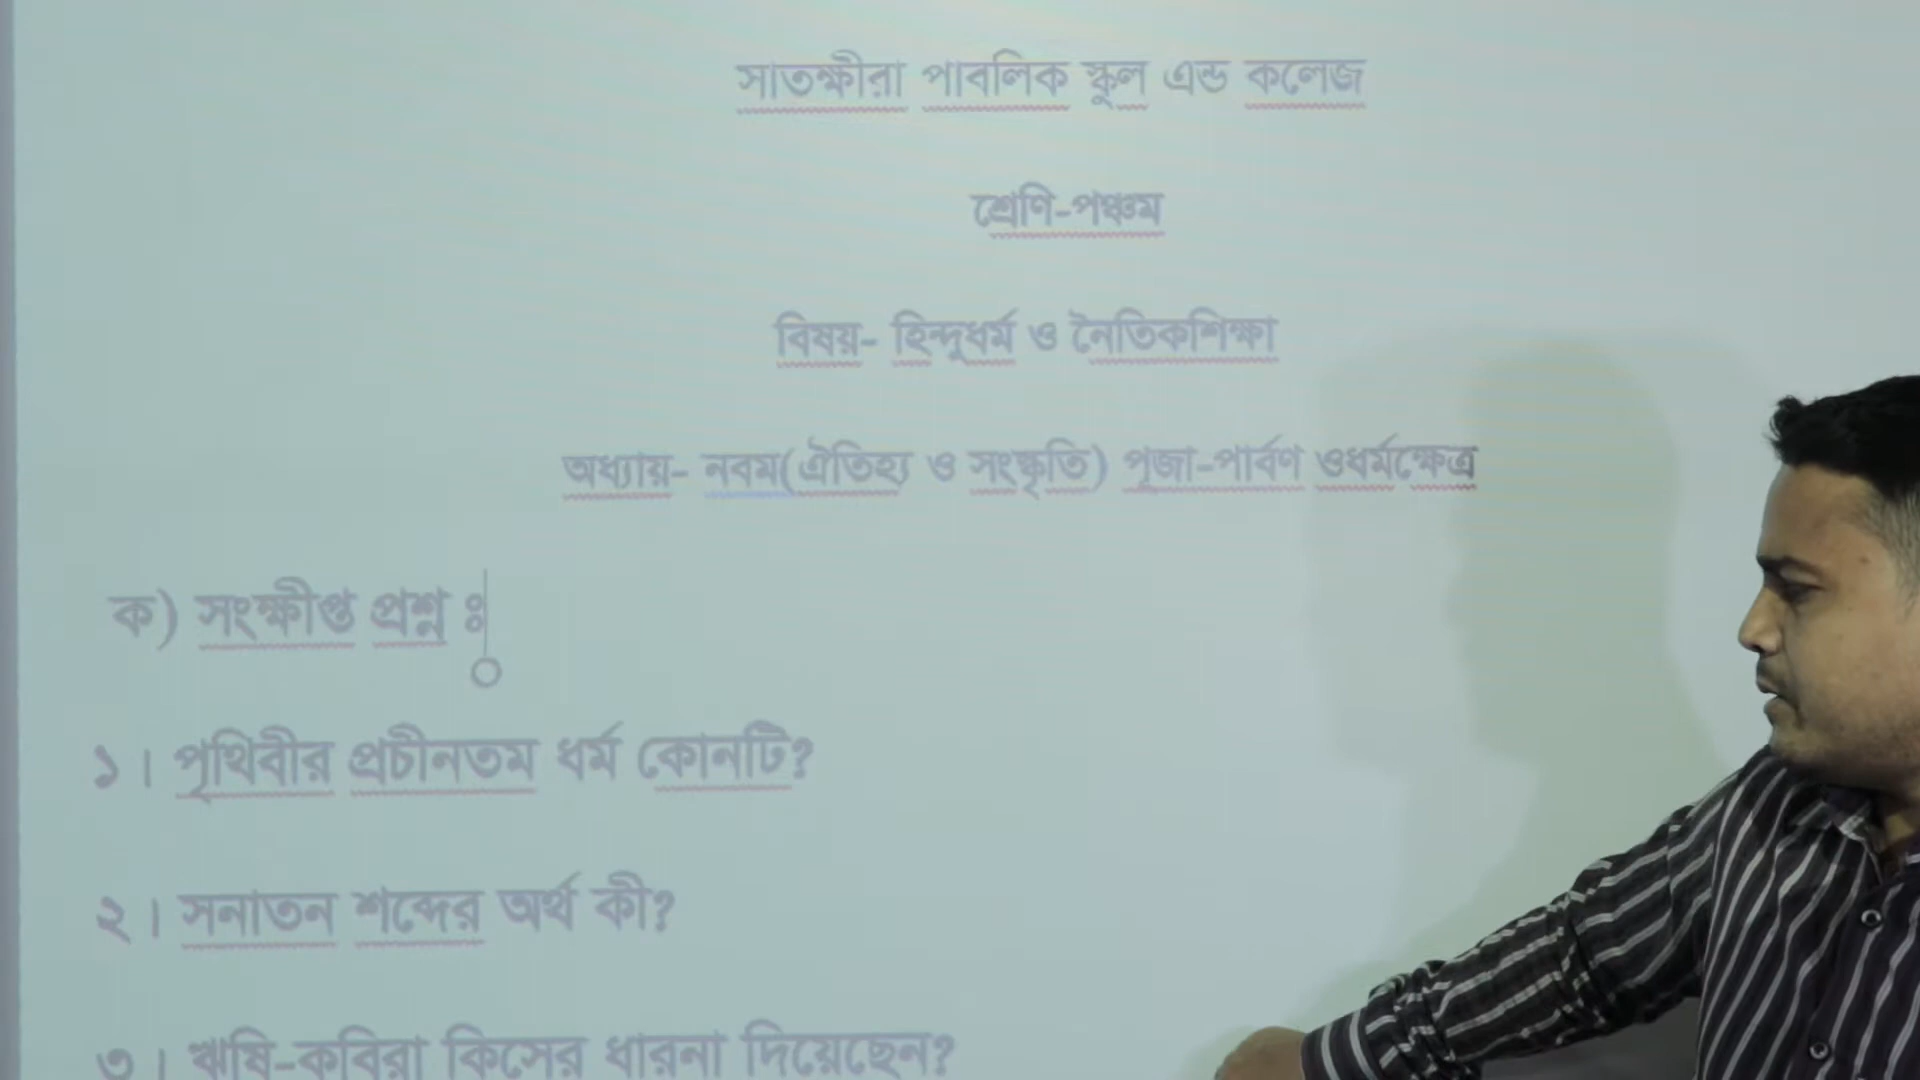 সাতক্ষীরা পাবলিক স্কুল এন্ড কলেজ
শ্রেণি-পঞ্চম
বিষয়- হিন্দুধর্ম ও নৈতিকশিক্ষা
অধ্যায়- নবম(ঐতিহ্য ও সংস্কৃতি) পূজা-পার্বণ ওধর্মক্ষেত্র
ক) সংক্ষীপ্ত প্রশ্ন ঃ
১। পৃথিবীর প্রচীনতম ধর্ম কোনটি?
২। সনাতন শব্দের অর্থ কী?
৩। ঋষি-কবিরা কিসের ধারনা দিয়েছেন?